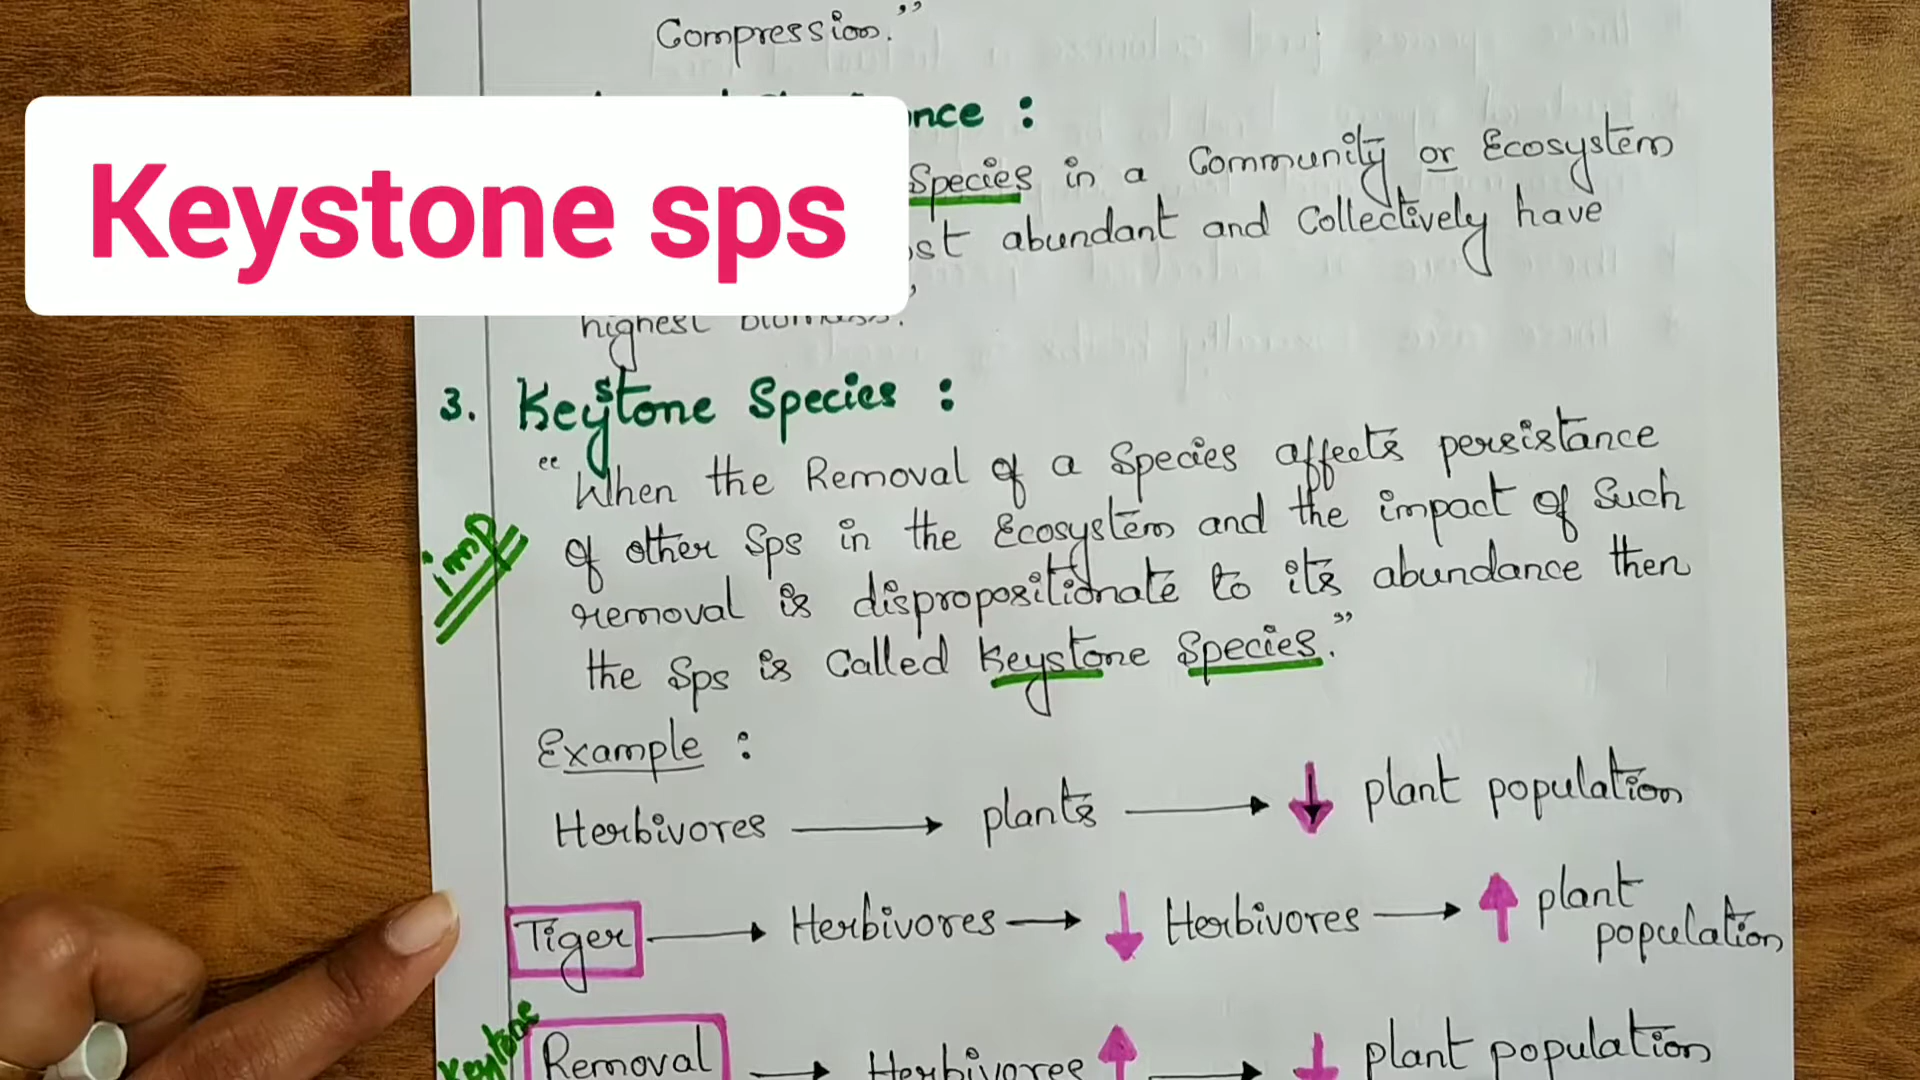 Compression."
Keystone sps
nce :
Species in a Community or Ecosystem
st abundant and Collectively have
highest
3. Keystone Species :
"When the Removal of a Species affects persistance
imp
of other Sps in the Ecosystem and the impact of Such
removal is dispropositionate to its abundance then
the Sps is Called Keystone Species."
Example :
Herbivores → plants → ↓ plant population
Tiger → Herbivores → ↓ Herbivores → ↑ plant
population
Keystone
Removal → Herbivores ↑ → ↓ plant population